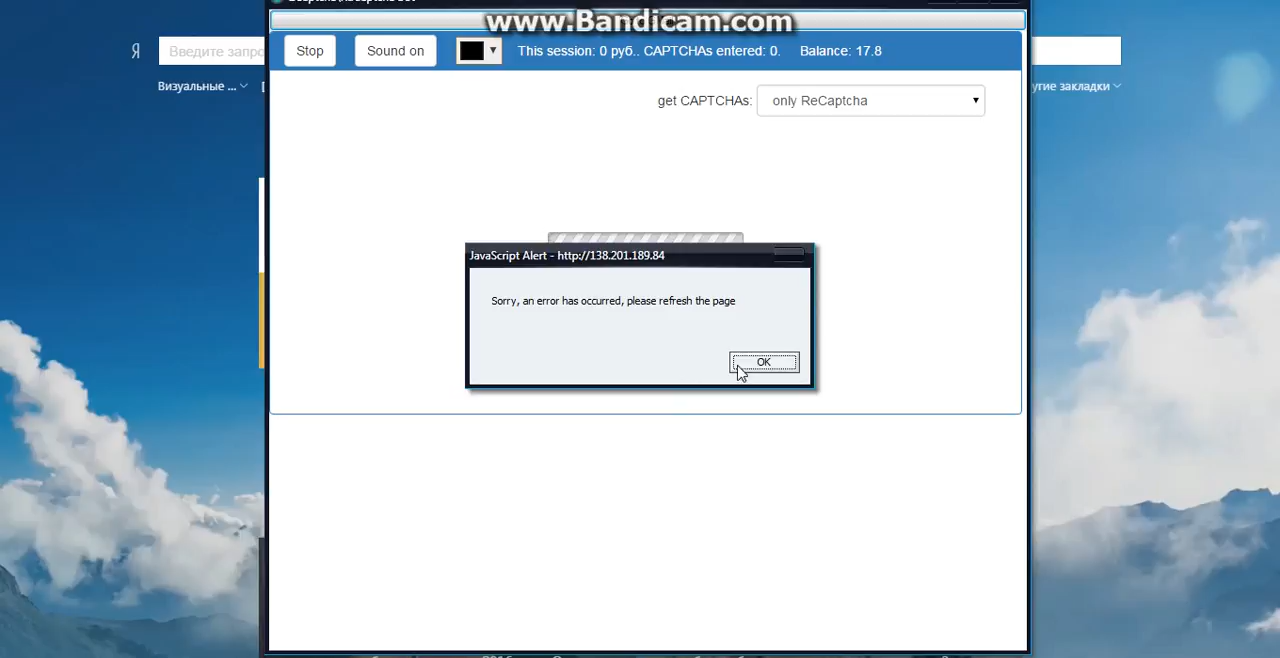 www.Bandicam.com
Я
Введите запро
Stop
Sound on
This session: 0 руб.. CAPTCHAs entered: 0.
Balance: 17.8
Визуальные ...
get CAPTCHAs:
only ReCaptcha
JavaScript Alert - http://138.201.189.84
Sorry, an error has occurred, please refresh the page
OK